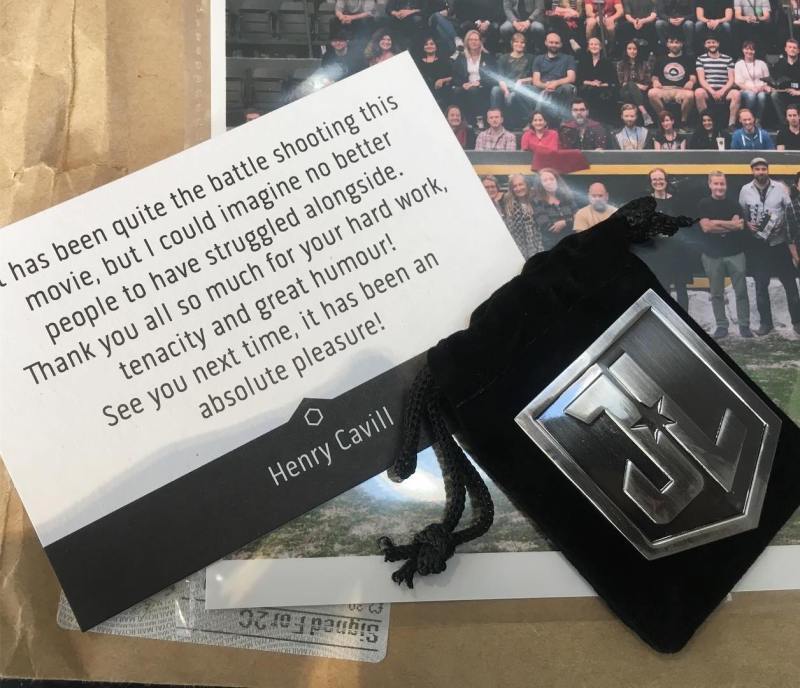 t has been quite the battle shooting this
movie, but I could imagine no better
people to have struggled alongside.
Thank you all so much for your hard work,
tenacity and great humour!
See you next time, it has been an
absolute pleasure!
Henry Cavill
JL
Signed For 2C